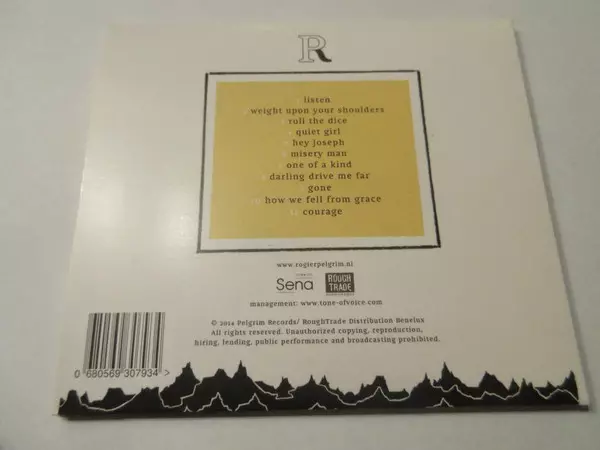 R
listen
weight upon your shoulders
roll the dice
quiet girl
hey joseph
misery man
one of a kind
darling drive me far
gone
how we fell from grace
courage
www.rogierpelgrim.nl
Sena
ROUGH
TRADE
management: www.tone-ofvoice.com
© 2014 Pelgrim Records/ RoughTrade Distribution Benelux
All rights reserved. Unauthorized copying, reproduction,
hiring, lending, public performance and broadcasting prohibited.
0 680569 307934 >